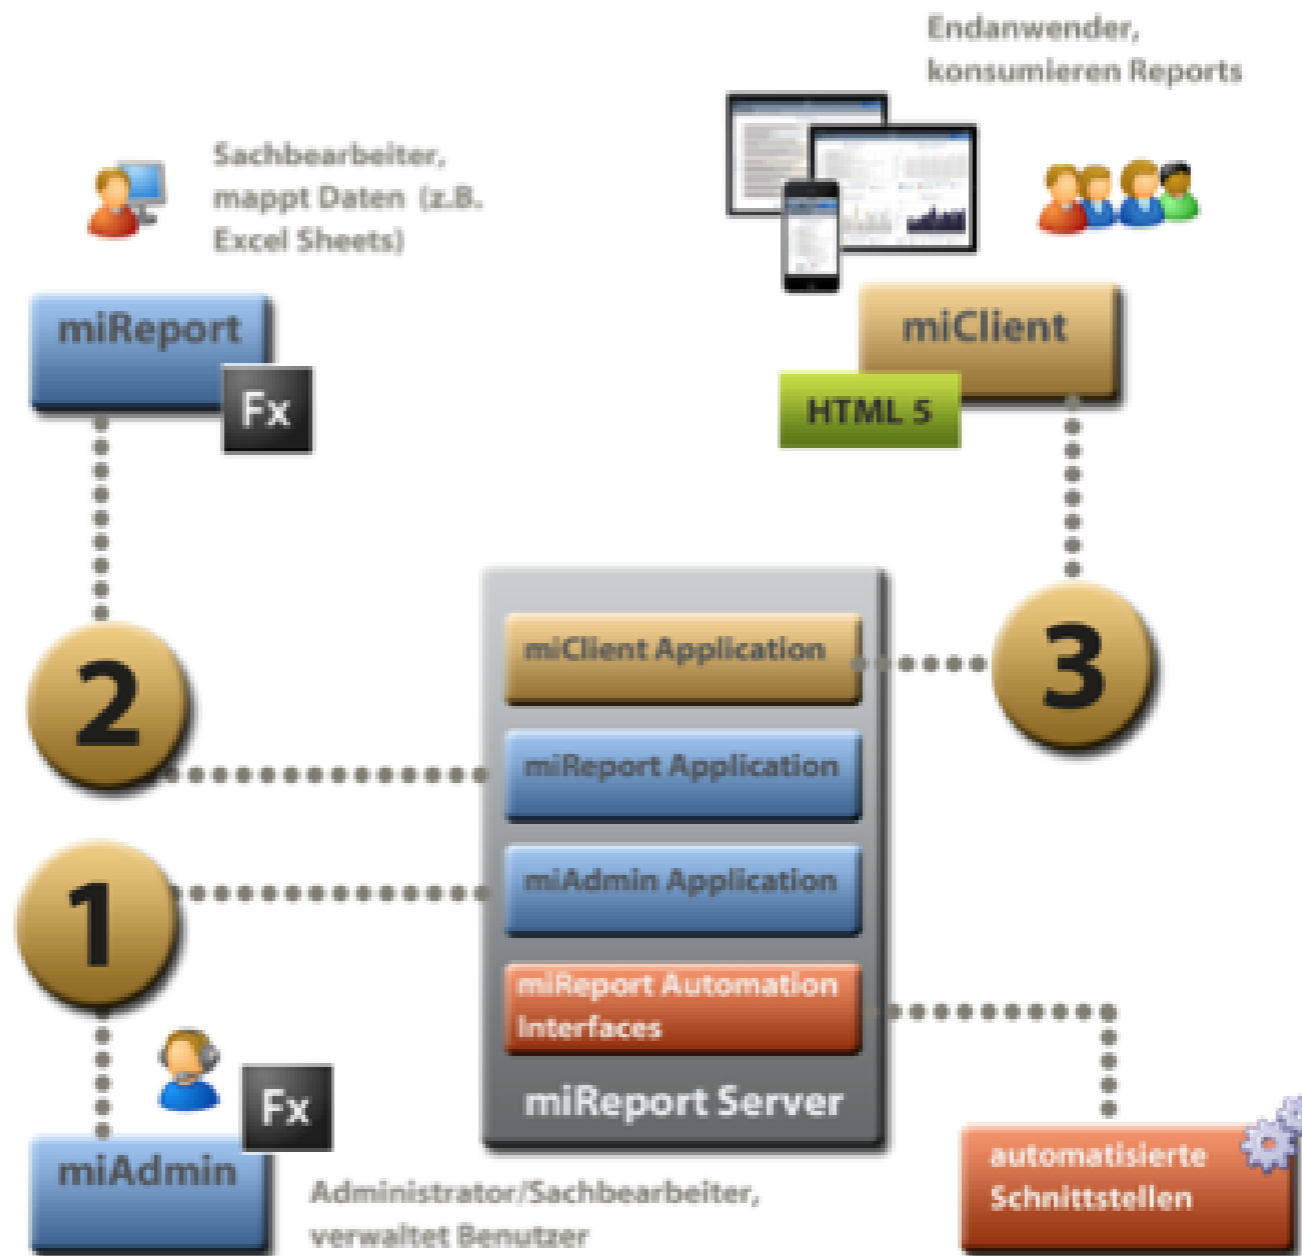 Endanwender,
konsumieren Reports
Sachbearbeiter,
mappt Daten (z.B.
Excel Sheets)
miReport
Fx
miClient
HTML 5
2
3
1
miClient Application
miReport Application
miAdmin Application
miReport Automation
Interfaces
miReport Server
Fx
miAdmin
Administrator/Sachbearbeiter,
verwaltet Benutzer
automatisierte
Schnittstellen